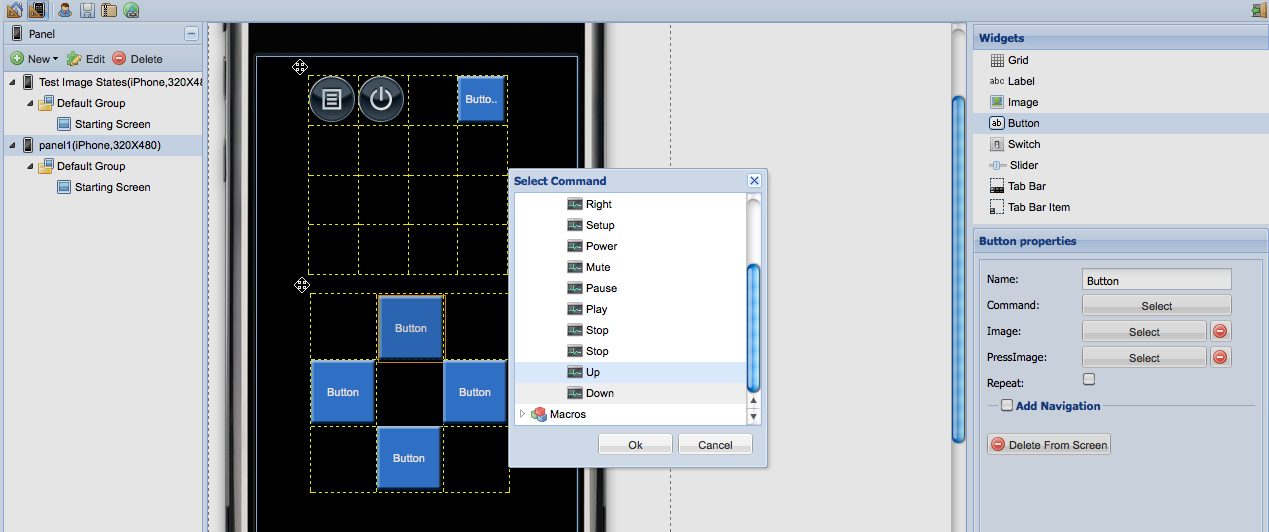 Panel
New
Edit
Delete
Test Image States(iPhone,320X48
Default Group
Starting Screen
panel1(iPhone,320X480)
Default Group
Starting Screen
Butto..
Button
Button
Button
Button
Select Command
Right
Setup
Power
Mute
Pause
Play
Stop
Stop
Up
Down
Macros
Ok
Cancel
Widgets
Grid
abc Label
Image
ab Button
Switch
Slider
Tab Bar
Tab Bar Item
Button properties
Name: Button
Command: Select
Image: Select
PressImage: Select
Repeat:
Add Navigation
Delete From Screen